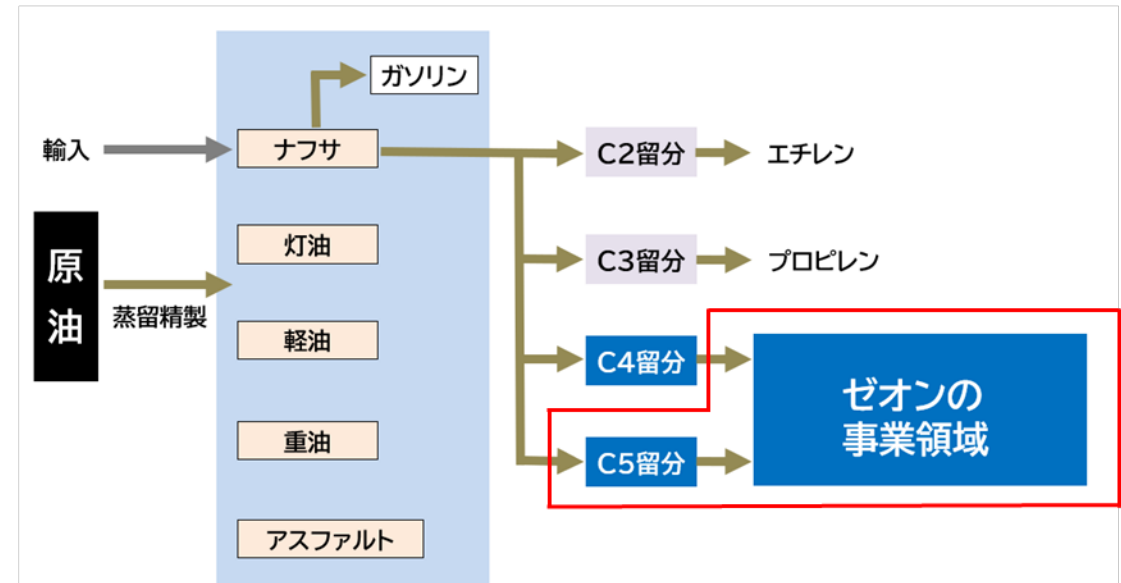 ガソリン
輸入
ナフサ
C2留分
エチレン
灯油
原
油
蒸留精製
C3留分
プロピレン
軽油
C4留分
ゼオンの
事業領域
重油
C5留分
アスファルト